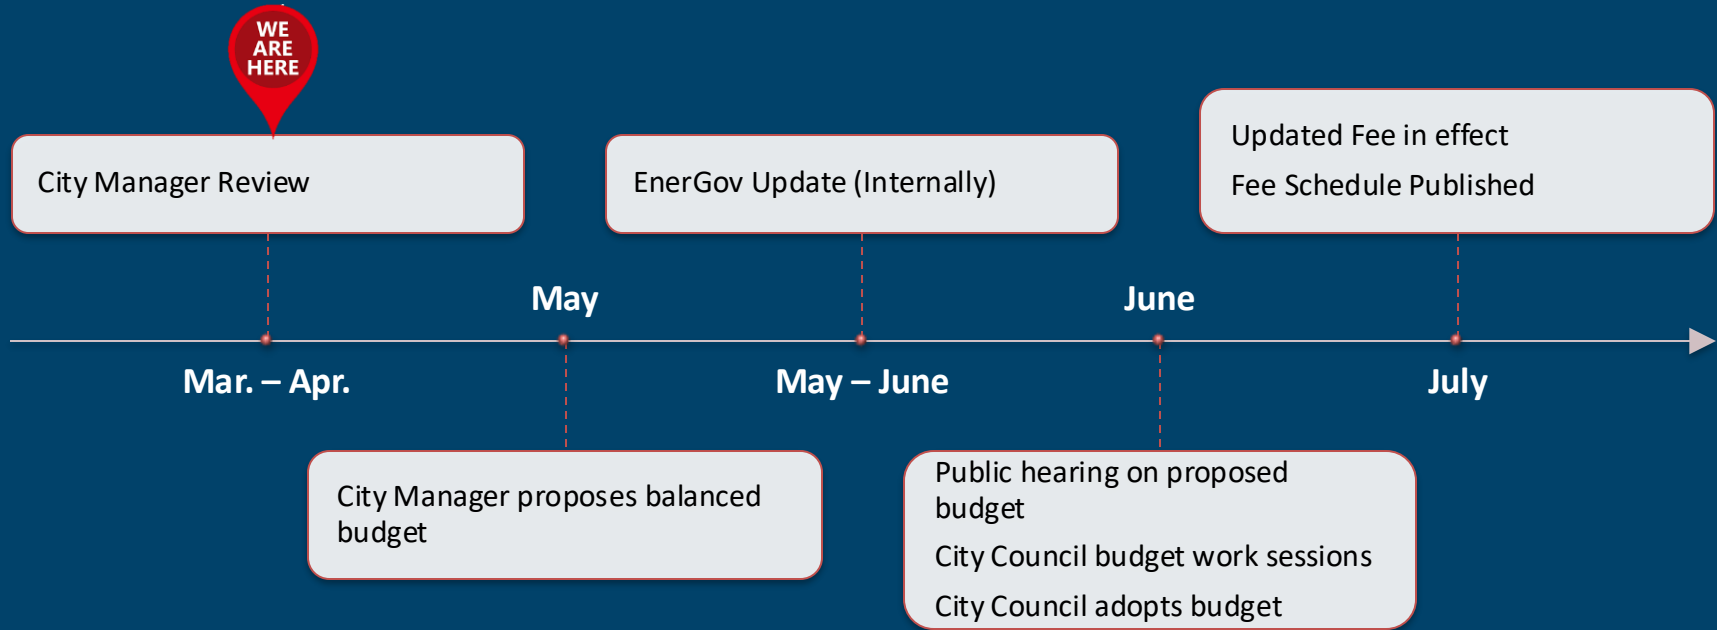 WE
ARE
HERE
City Manager Review
EnerGov Update (Internally)
Updated Fee in effect
Fee Schedule Published
May
June
Mar. – Apr.
May – June
July
City Manager proposes balanced
budget
Public hearing on proposed
budget
City Council budget work sessions
City Council adopts budget